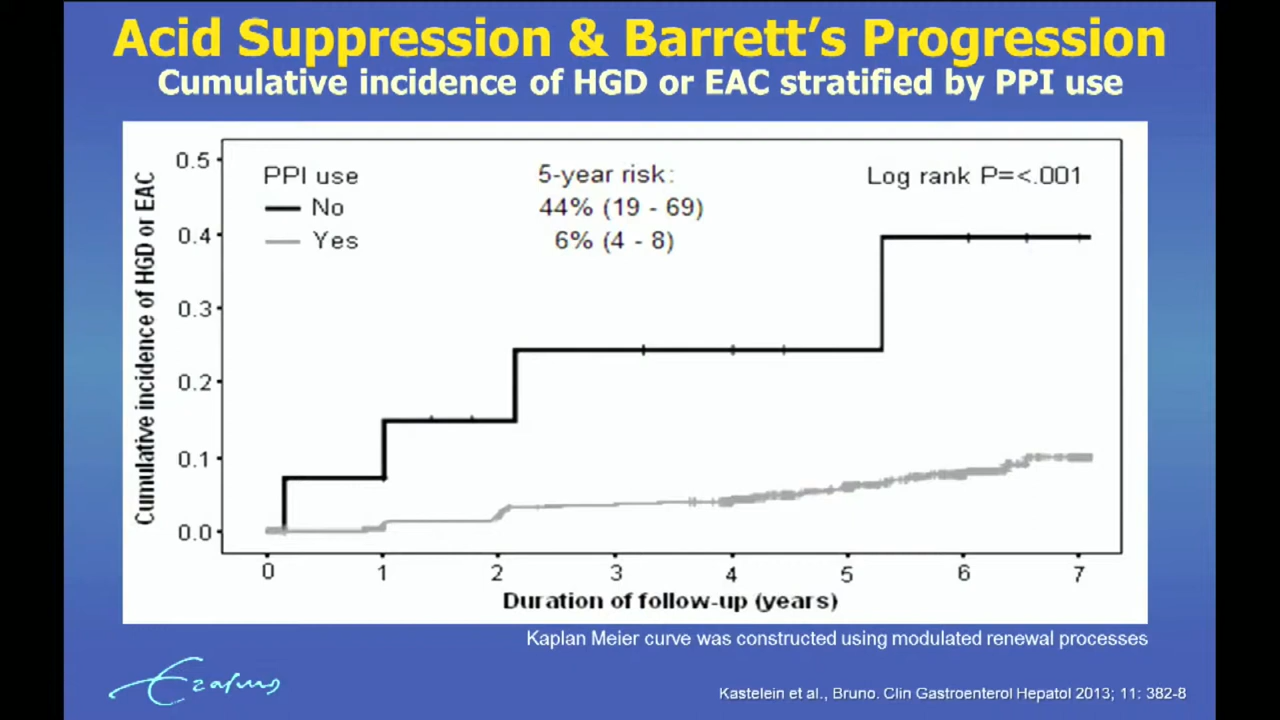 Acid Suppression & Barrett's Progression
Cumulative incidence of HGD or EAC stratified by PPI use
Cumulative incidence of HGD or EAC
0.5
0.4
0.3
0.2
0.1
0.0
PPI use
No
Yes
5-year risk:
44% (19 - 69)
6% (4 - 8)
Log rank P=<.001
0 1 2 3 4 5 6 7
Duration of follow-up (years)
Kaplan Meier curve was constructed using modulated renewal processes
Erasmus
Kastelein et al., Bruno. Clin Gastroenterol Hepatol 2013; 11: 382-8